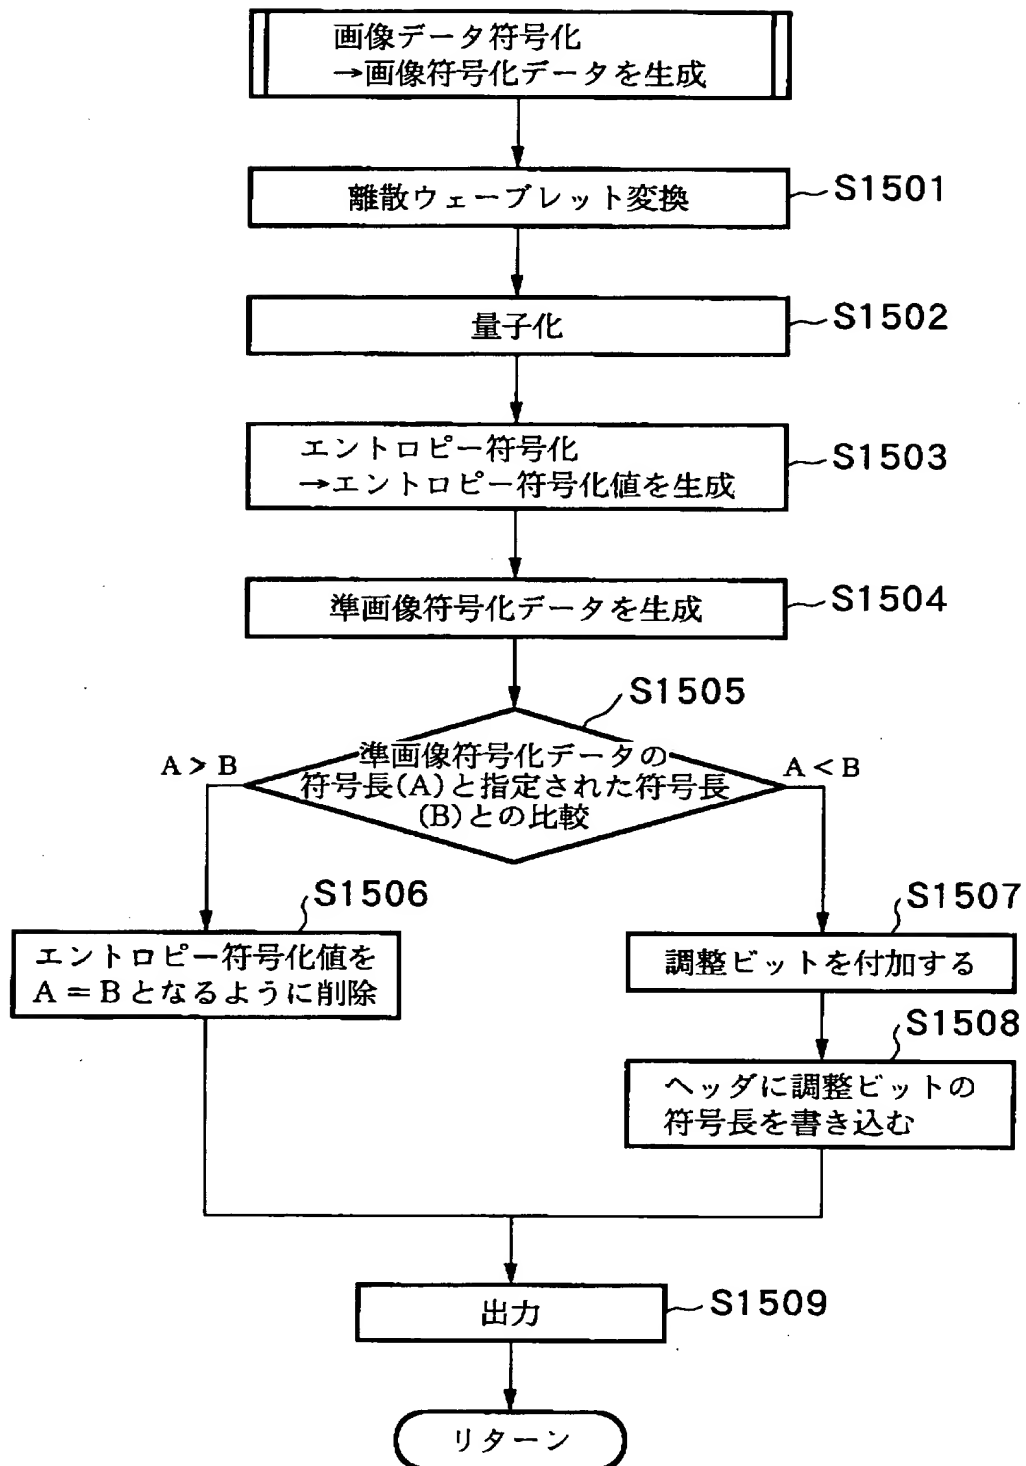 画像データ符号化
→画像符号化データを生成
離散ウェーブレット変換
S1501
量子化
S1502
エントロピー符号化
→エントロピー符号化値を生成
S1503
準画像符号化データを生成
S1504
S1505
準画像符号化データの
符号長(A)と指定された符号長
(B)との比較
A > B
A < B
S1506
エントロピー符号化値を
A = Bとなるように削除
S1507
調整ビットを付加する
S1508
ヘッダに調整ビットの
符号長を書き込む
出力
S1509
リターン